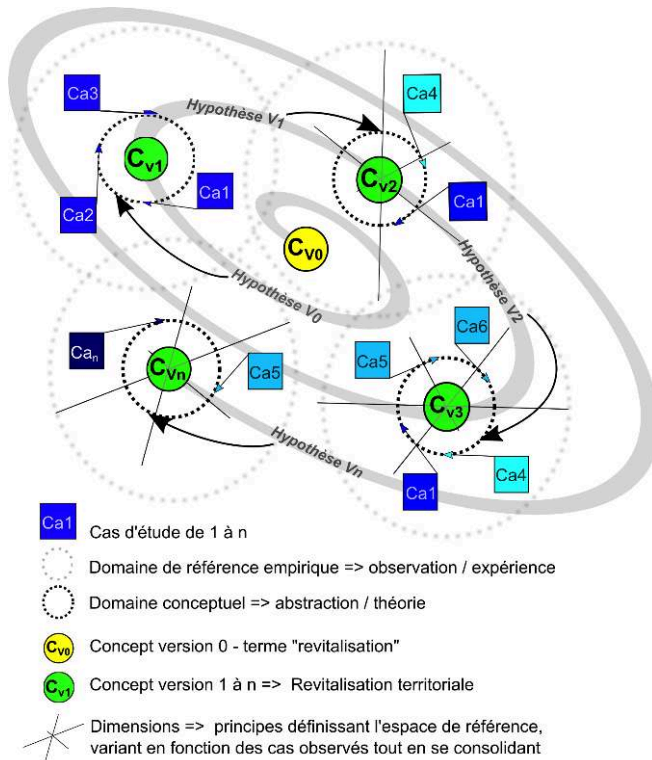 Ca3
Hypothèse V1
Ca4
Cv1
Cv2
Ca2
Ca1
Ca1
CV0
Hypothèse V0
Hypothèse V2
Can
CVn
Ca5
Ca5
Ca6
Cv3
Hypothèse Vn
Ca1
Ca4
Ca1 Cas d'étude de 1 à n
Domaine de référence empirique => observation / expérience
Domaine conceptuel => abstraction / théorie
CV0 Concept version 0 - terme "revitalisation"
Cv1 Concept version 1 à n => Revitalisation territoriale
Dimensions => principes définissant l'espace de référence,
variant en fonction des cas observés tout en se consolidant